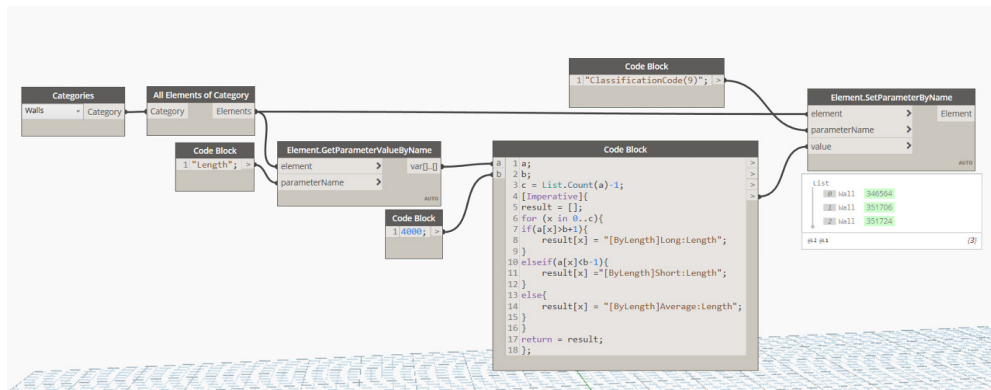 Categories
Walls Category
All Elements of Category
Category Elements
Code Block
1 "Length"; >
Element.GetParameterValueByName
element > var[]..[]
parameterName >
AUTO
Code Block
1 4000; >
Code Block
1 "ClassificationCode(9)"; >
Code Block
a 1 a; >
b 2 b; >
3 c = List.Count(a)-1; >
4 [Imperative]{ >
5 result = [];
6 for (x in 0..c){
7 if(a[x]>b+1){
8 result[x] = "[ByLength]Long:Length";
9 }
10 elseif(a[x]<b-1){
11 result[x] ="[ByLength]Short:Length";
12 }
13 else{
14 result[x] = "[ByLength]Average:Length";
15 }
16 }
17 return = result;
18 };
Element.SetParameterByName
element > Element
parameterName >
value >
AUTO
List
0 Wall 346564
1 Wall 351706
2 Wall 351724
@L2 @L1 {3}